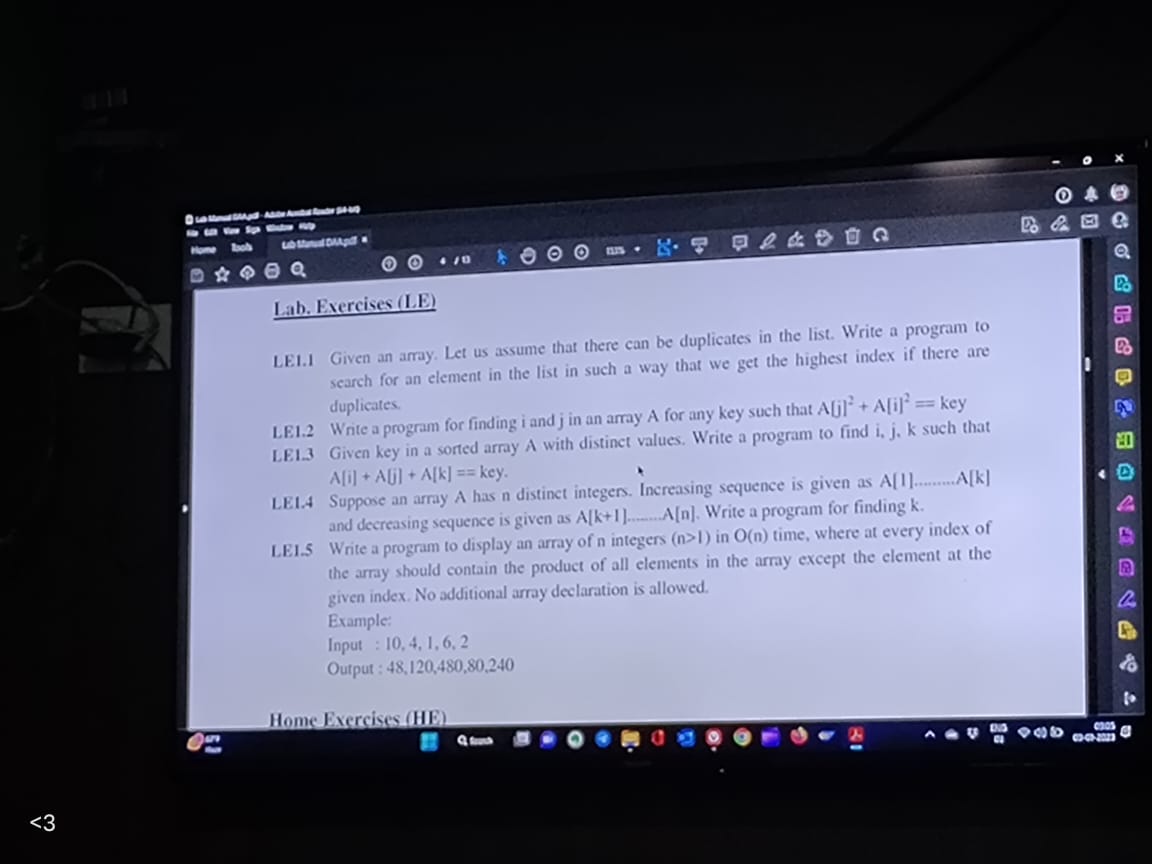 Lab Manual DAA.pdf - Adobe Acrobat Reader (64-bit)
File Edit View Sign Window Help
Home Tools Lab Manual DAA.pdf
4 / 13
Lab. Exercises (LE)
LE1.1 Given an array. Let us assume that there can be duplicates in the list. Write a program to
search for an element in the list in such a way that we get the highest index if there are
duplicates.
LE1.2 Write a program for finding i and j in an array A for any key such that A[j]² + A[i]² == key
LE1.3 Given key in a sorted array A with distinct values. Write a program to find i, j, k such that
A[i] + A[j] + A[k] == key.
LE1.4 Suppose an array A has n distinct integers. Increasing sequence is given as A[1].........A[k]
and decreasing sequence is given as A[k+1]........A[n]. Write a program for finding k.
LE1.5 Write a program to display an array of n integers (n>1) in O(n) time, where at every index of
the array should contain the product of all elements in the array except the element at the
given index. No additional array declaration is allowed.
Example:
Input : 10, 4, 1, 6, 2
Output : 48,120,480,80,240
Home Exercises (HE)
Haze
Search
ENG
09:05
<3